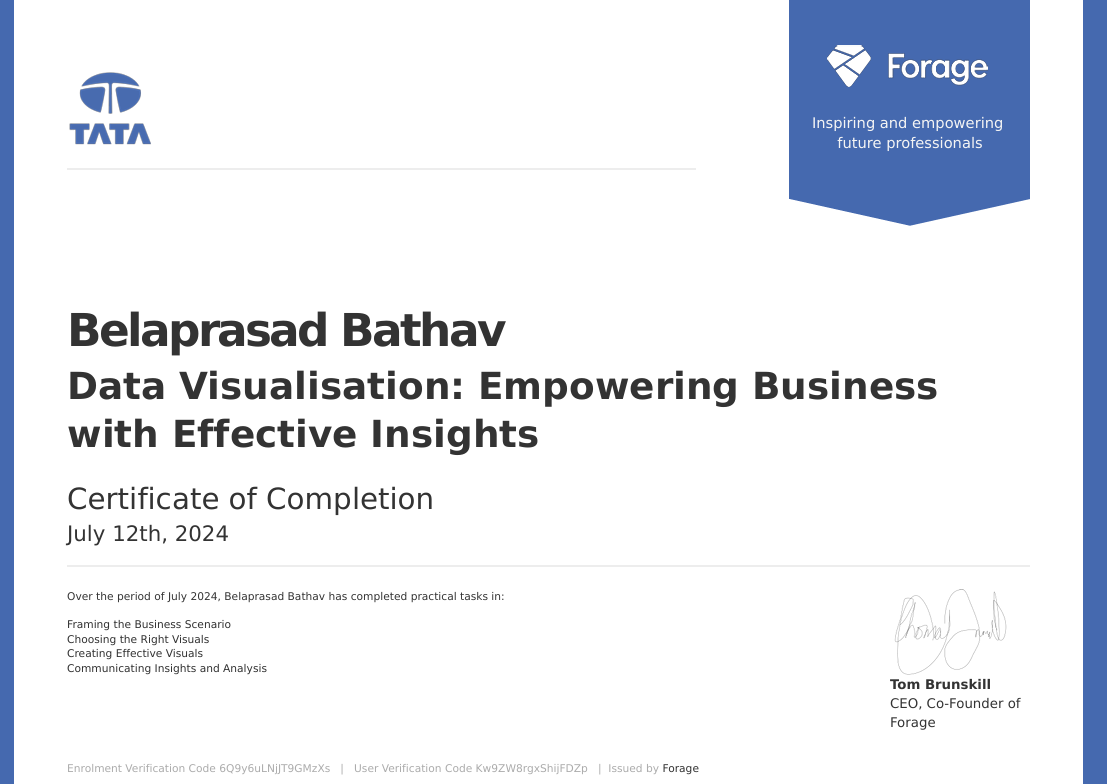 TATA
Forage
Inspiring and empowering
future professionals
Belaprasad Bathav
Data Visualisation: Empowering Business
with Effective Insights
Certificate of Completion
July 12th, 2024
Over the period of July 2024, Belaprasad Bathav has completed practical tasks in:
Framing the Business Scenario
Choosing the Right Visuals
Creating Effective Visuals
Communicating Insights and Analysis
Tom Brunskill
CEO, Co-Founder of
Forage
Enrolment Verification Code 6Q9y6uLNjJT9GMzXs | User Verification Code Kw9ZW8rgxShijFDZp | Issued by Forage